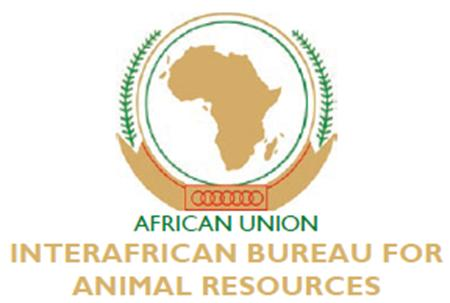 AFRICAN UNION
INTERAFRICAN BUREAU FOR
ANIMAL RESOURCES